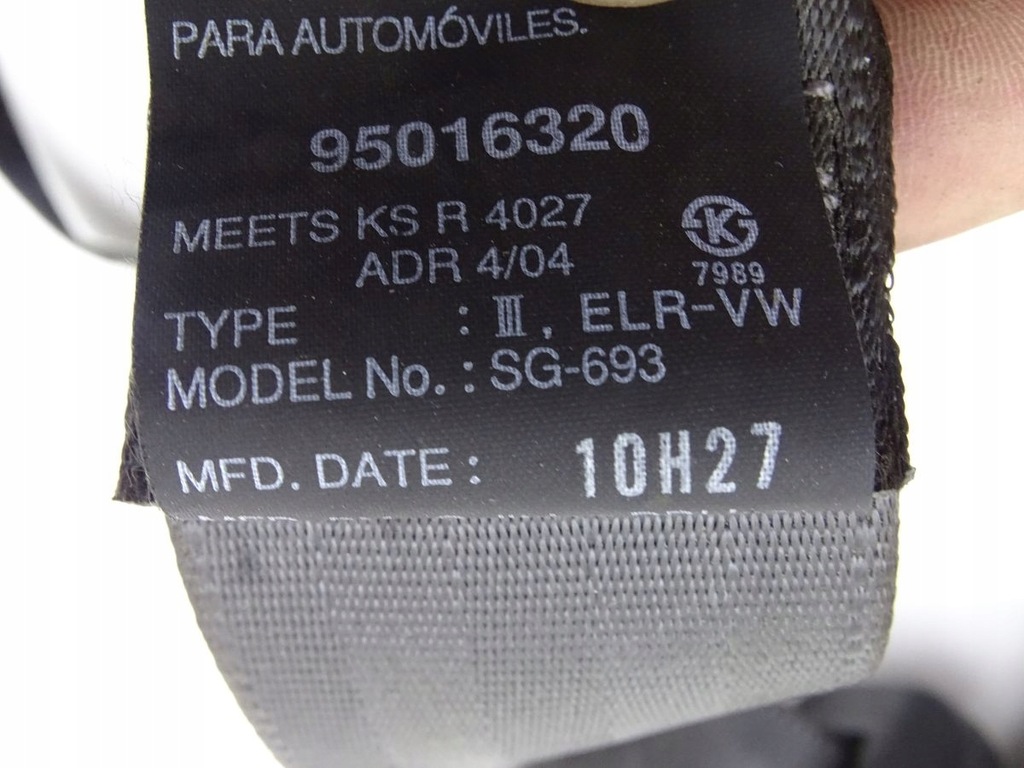 PARA AUTOMÓVILES.
95016320
MEETS KS R 4027
ADR 4/04
K
7989
TYPE : III, ELR-VW
MODEL No. : SG-693
MFD. DATE : 10H27